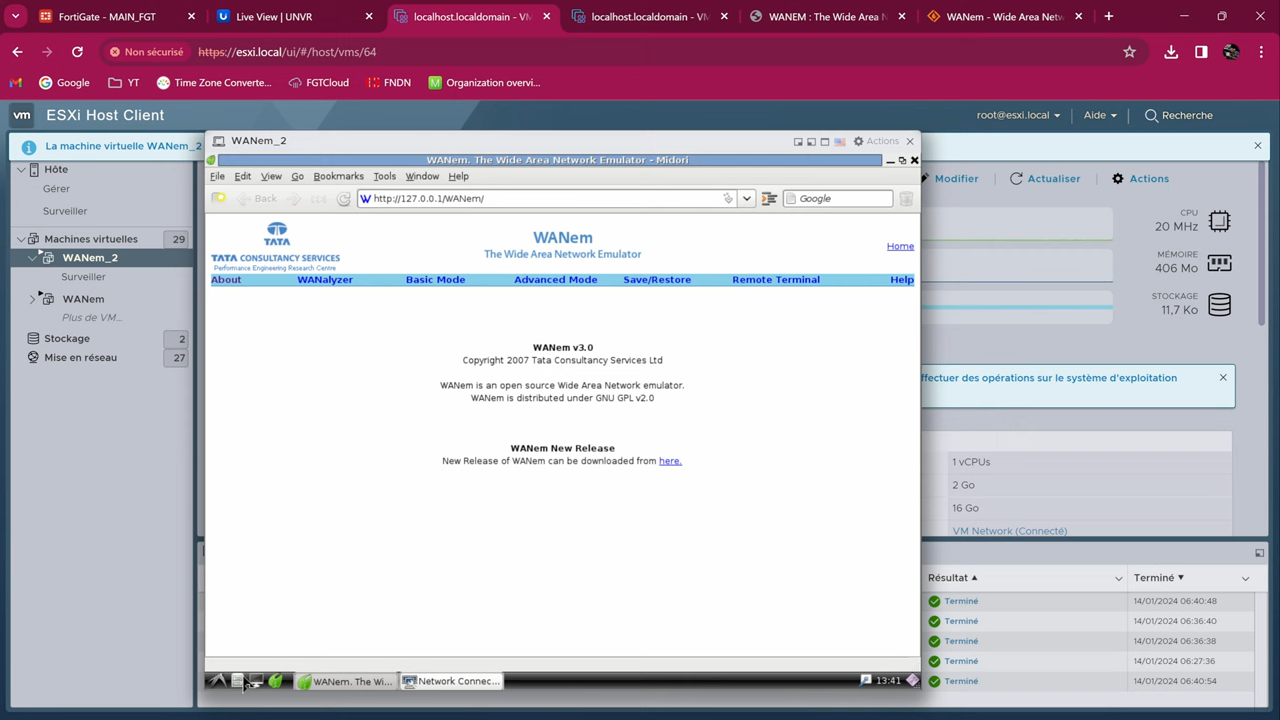 FortiGate - MAIN_FGT
Live View | UNVR
localhost.localdomain - VM
localhost.localdomain - VM
WANEM : The Wide Area N
WANem - Wide Area Netw
Non sécurisé
https://esxi.local/ui/#/host/vms/64
Google
YT
Time Zone Converte...
FGTCloud
FNDN
Organization overvi...
vm
ESXi Host Client
root@esxi.local
Aide
Recherche
La machine virtuelle WANem_2
Hôte
Gérer
Surveiller
Machines virtuelles
29
WANem_2
Surveiller
WANem
Plus de VM...
Stockage
2
Mise en réseau
27
WANem_2
Actions
WANem. The Wide Area Network Emulator - Midori
File
Edit
View
Go
Bookmarks
Tools
Window
Help
Back
http://127.0.0.1/WANem/
Google
TATA
TATA CONSULTANCY SERVICES
Performance Engineering Research Centre
WANem
The Wide Area Network Emulator
Home
About
WANalyzer
Basic Mode
Advanced Mode
Save/Restore
Remote Terminal
Help
WANem v3.0
Copyright 2007 Tata Consultancy Services Ltd
WANem is an open source Wide Area Network emulator.
WANem is distributed under GNU GPL v2.0
WANem New Release
New Release of WANem can be downloaded from here.
WANem. The Wi...
Network Connec...
13:41
Modifier
Actualiser
Actions
CPU
20 MHz
MÉMOIRE
406 Mo
STOCKAGE
11,7 Ko
ffectuer des opérations sur le système d'exploitation
1 vCPUs
2 Go
16 Go
VM Network (Connecté)
Résultat
Terminé
Terminé
14/01/2024 06:40:48
Terminé
14/01/2024 06:36:40
Terminé
14/01/2024 06:36:38
Terminé
14/01/2024 06:27:36
Terminé
14/01/2024 06:40:54